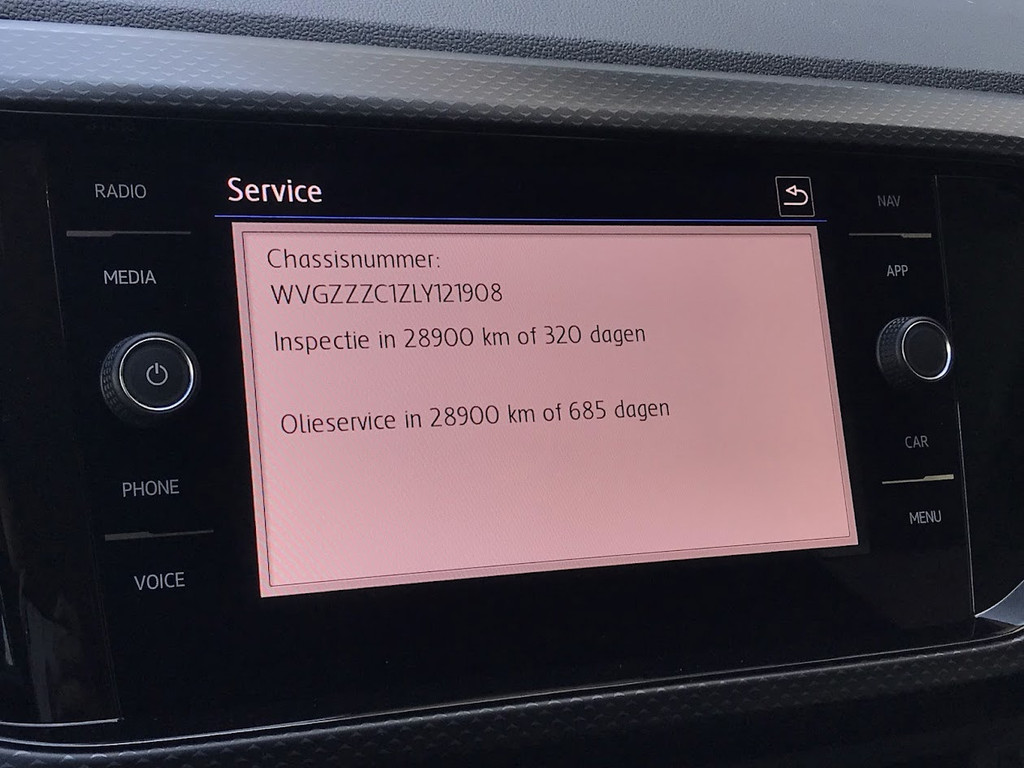 RADIO
MEDIA
PHONE
VOICE
Service
Chassisnummer:
WVGZZZC1ZLY121908
Inspectie in 28900 km of 320 dagen
Olieservice in 28900 km of 685 dagen
NAV
APP
CAR
MENU